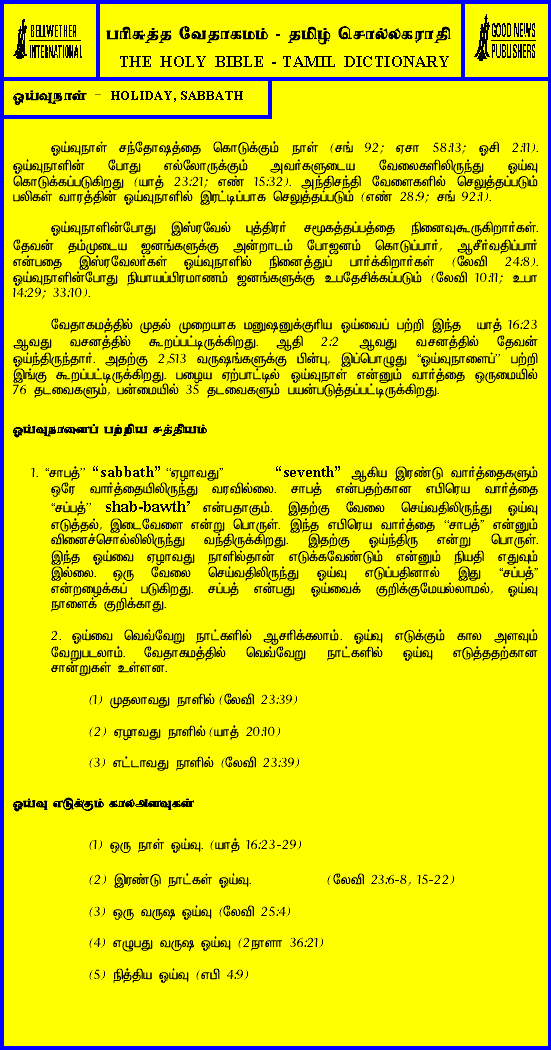 BELLWETHER
INTERNATIONAL
பரிசுத்த வேதாகமம் - தமிழ் சொல்லகராதி
THE HOLY BIBLE - TAMIL DICTIONARY
GOOD NEWS
PUBLISHERS
ஓய்வுநாள் – HOLIDAY, SABBATH
ஓய்வுநாள் சந்தோஷத்தை கொடுக்கும் நாள் (சங் 92; ஏசா 58:13; ஓசி 2:11).
ஓய்வுநாளின் போது எல்லோருக்கும் அவர்களுடைய வேலைகளிலிருந்து ஓய்வு
கொடுக்கப்படுகிறது (யாத் 23:21; எண் 15:32). அந்திசந்தி வேளைகளில் செலுத்தப்படும்
பலிகள் வாரத்தின் ஓய்வுநாளில் இரட்டிப்பாக செலுத்தப்படும் (எண் 28:9; சங் 92:1).
ஓய்வுநாளின்போது இஸ்ரவேல் புத்திரர் சமூகத்தப்பத்தை நினைவுகூருகிறார்கள்.
தேவன் தம்முடைய ஜனங்களுக்கு அன்றாடம் போஜனம் கொடுப்பார், ஆசீர்வதிப்பார்
என்பதை இஸ்ரவேலர்கள் ஓய்வுநாளில் நினைத்துப் பார்க்கிறார்கள் (லேவி 24:8).
ஓய்வுநாளின்போது நியாயப்பிரமாணம் ஜனங்களுக்கு உபதேசிக்கப்படும் (லேவி 10:11; உபா
14:29; 33:10).
வேதாகமத்தில் முதல் முறையாக மனுஷனுக்குரிய ஓய்வைப் பற்றி இந்த யாத் 16:23
ஆவது வசனத்தில் கூறப்பட்டிருக்கிறது. ஆதி 2:2 ஆவது வசனத்தில் தேவன்
ஓய்ந்திருந்தார். அதற்கு 2,513 வருஷங்களுக்கு பின்பு, இப்பொழுது “ஓய்வுநாளைப்” பற்றி
இங்கு கூறப்பட்டிருக்கிறது. பழைய ஏற்பாட்டில் ஓய்வுநாள் என்னும் வார்த்தை ஒருமையில்
76 தடவைகளும், பன்மையில் 35 தடவைகளும் பயன்படுத்தப்பட்டிருக்கிறது.
ஓய்வுநாளைப் பற்றிய சத்தியம்
1. “சாபத்” “sabbath” “ஏழாவது” “seventh” ஆகிய இரண்டு வார்த்தைகளும்
ஒரே வார்த்தையிலிருந்து வரவில்லை. சாபத் என்பதற்கான எபிரெய வார்த்தை
“சப்பத்” shab-bawth’ என்பதாகும். இதற்கு வேலை செய்வதிலிருந்து ஓய்வு
எடுத்தல், இடைவேளை என்று பொருள். இந்த எபிரெய வார்த்தை “சாபத்” என்னும்
வினைச்சொல்லிலிருந்து வந்திருக்கிறது. இதற்கு ஓய்ந்திரு என்று பொருள்.
இந்த ஓய்வை ஏழாவது நாளில்தான் எடுக்கவேண்டும் என்னும் நியதி எதுவும்
இல்லை. ஒரு வேலை செய்வதிலிருந்து ஓய்வு எடுப்பதினால் இது “சப்பத்”
என்றழைக்கப் படுகிறது. சப்பத் என்பது ஓய்வைக் குறிக்குமேயல்லாமல், ஓய்வு
நாளைக் குறிக்காது.
2. ஓய்வை வெவ்வேறு நாட்களில் ஆசரிக்கலாம். ஓய்வு எடுக்கும் கால அளவும்
வேறுபடலாம். வேதாகமத்தில் வெவ்வேறு நாட்களில் ஓய்வு எடுத்ததற்கான
சான்றுகள் உள்ளன.
(1) முதலாவது நாளில் (லேவி 23:39)
(2) ஏழாவது நாளில் (யாத் 20:10)
(3) எட்டாவது நாளில் (லேவி 23:39)
ஓய்வு எடுக்கும் காலஅளவுகள்
(1) ஒரு நாள் ஓய்வு. (யாத் 16:23-29)
(2) இரண்டு நாட்கள் ஓய்வு. (லேவி 23:6-8, 15-22)
(3) ஒரு வருஷ ஓய்வு (லேவி 25:4)
(4) எழுபது வருஷ ஓய்வு (2நாளா 36:21)
(5) நித்திய ஓய்வு (எபி 4:9)